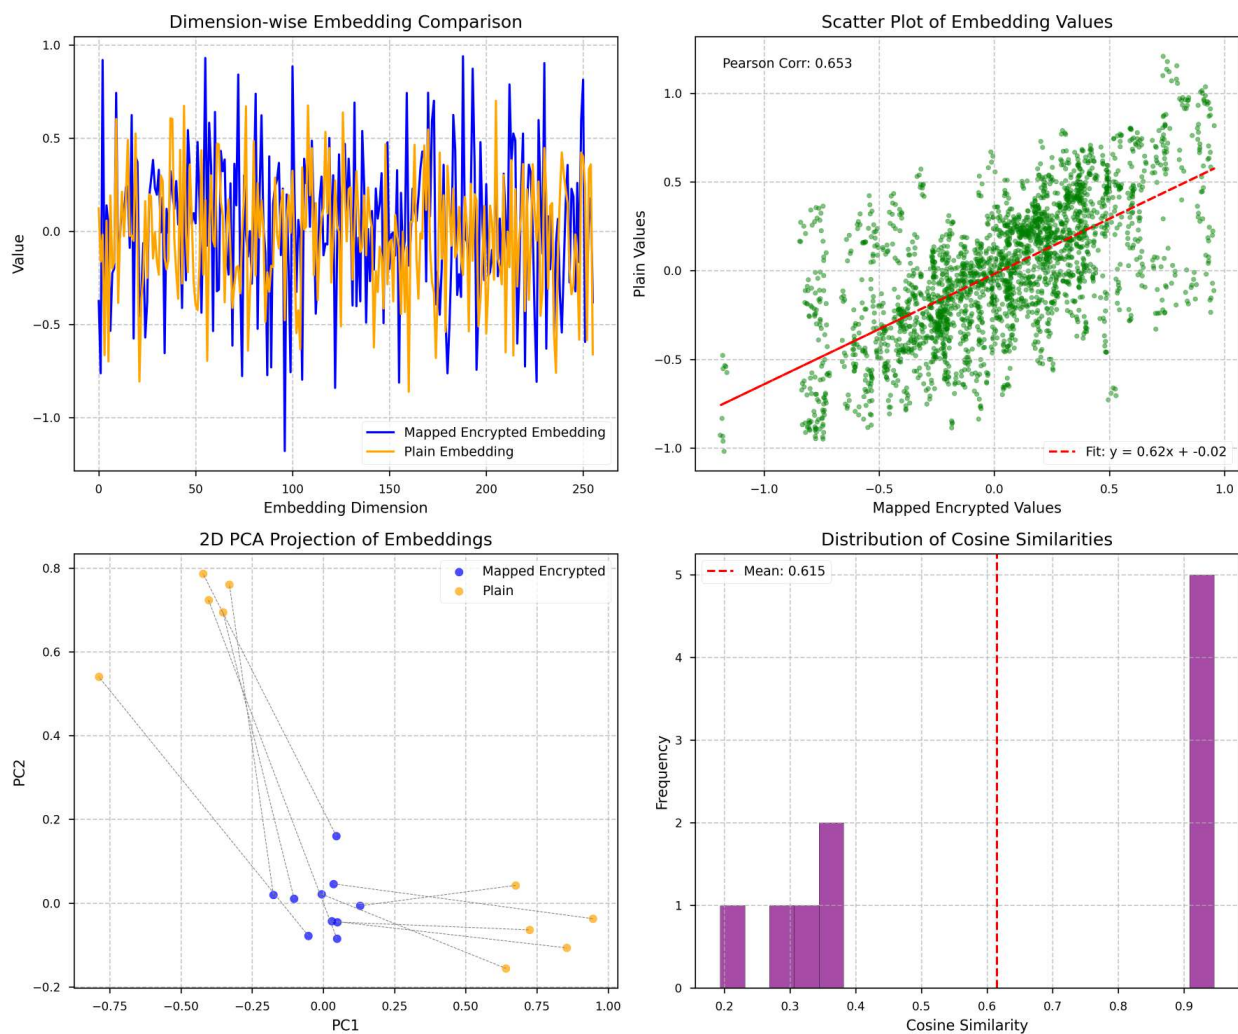 Dimension-wise Embedding Comparison
1.0
0.5
0.0
−0.5
−1.0
Value
0
50
100
150
200
250
Embedding Dimension
Mapped Encrypted Embedding
Plain Embedding
Scatter Plot of Embedding Values
Pearson Corr: 0.653
1.0
0.5
0.0
−0.5
−1.0
Plain Values
−1.0
−0.5
0.0
0.5
1.0
Mapped Encrypted Values
Fit: y = 0.62x + -0.02
2D PCA Projection of Embeddings
Mapped Encrypted
Plain
0.8
0.6
0.4
0.2
0.0
−0.2
PC2
−0.75
−0.50
−0.25
0.00
0.25
0.50
0.75
1.00
PC1
Distribution of Cosine Similarities
Mean: 0.615
5
4
3
2
1
0
Frequency
0.2
0.3
0.4
0.5
0.6
0.7
0.8
0.9
Cosine Similarity